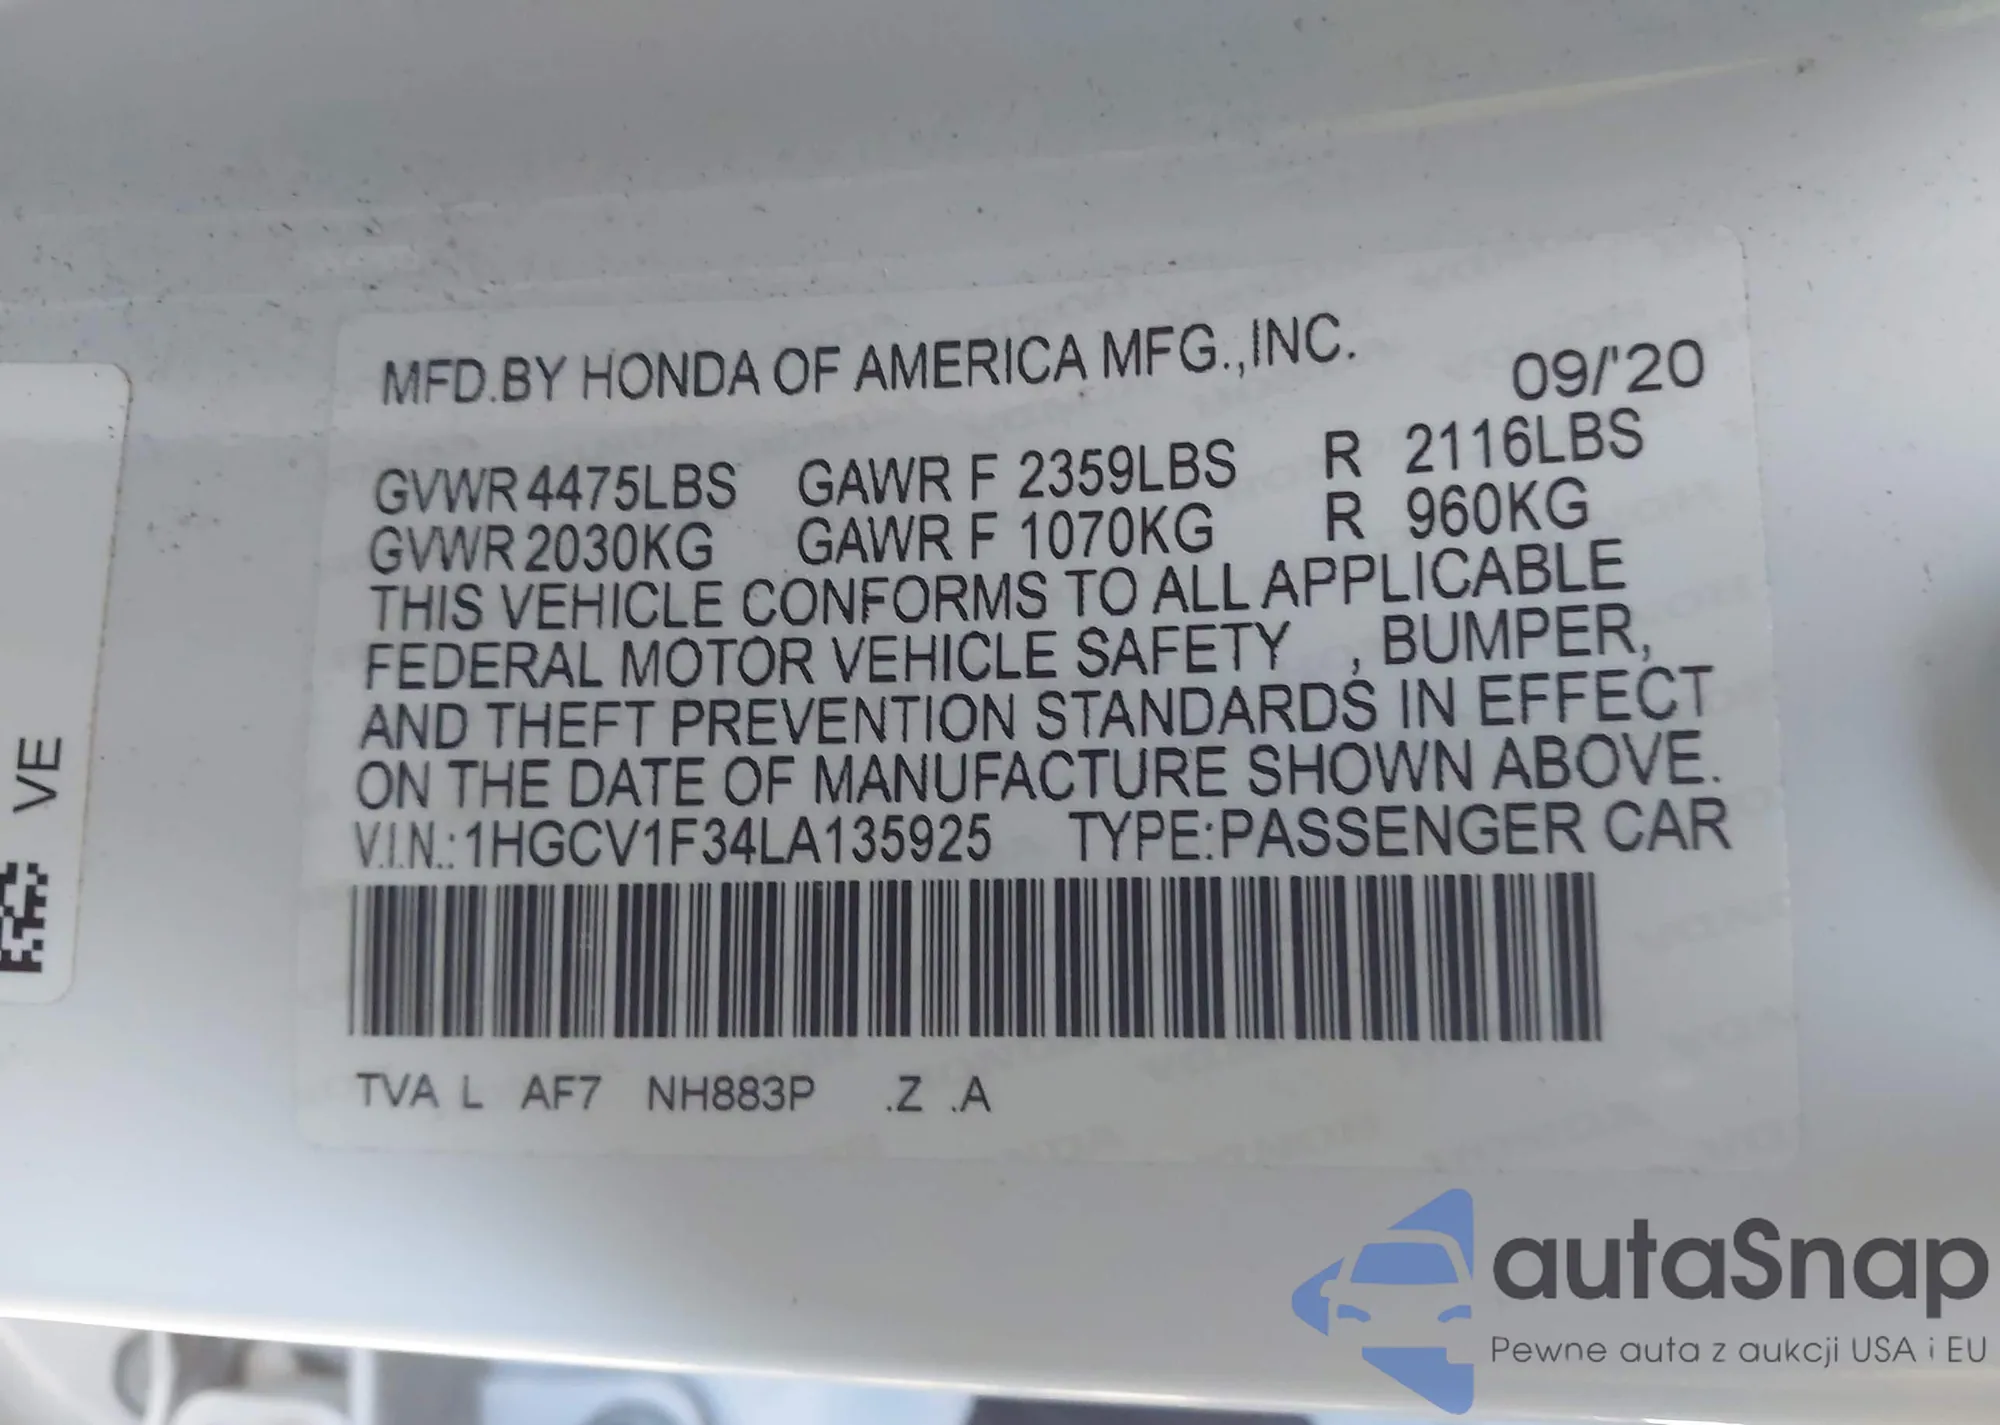 MFD.BY HONDA OF AMERICA MFG.,INC. 09/'20
GVWR 4475LBS GAWR F 2359LBS R 2116LBS
GVWR 2030KG GAWR F 1070KG R 960KG
THIS VEHICLE CONFORMS TO ALL APPLICABLE
FEDERAL MOTOR VEHICLE SAFETY , BUMPER,
AND THEFT PREVENTION STANDARDS IN EFFECT
ON THE DATE OF MANUFACTURE SHOWN ABOVE.
V.I.N.:1HGCV1F34LA135925 TYPE:PASSENGER CAR
TVA L AF7 NH883P .Z .A
VE
autaSnap
Pewne auta z aukcji USA i EU